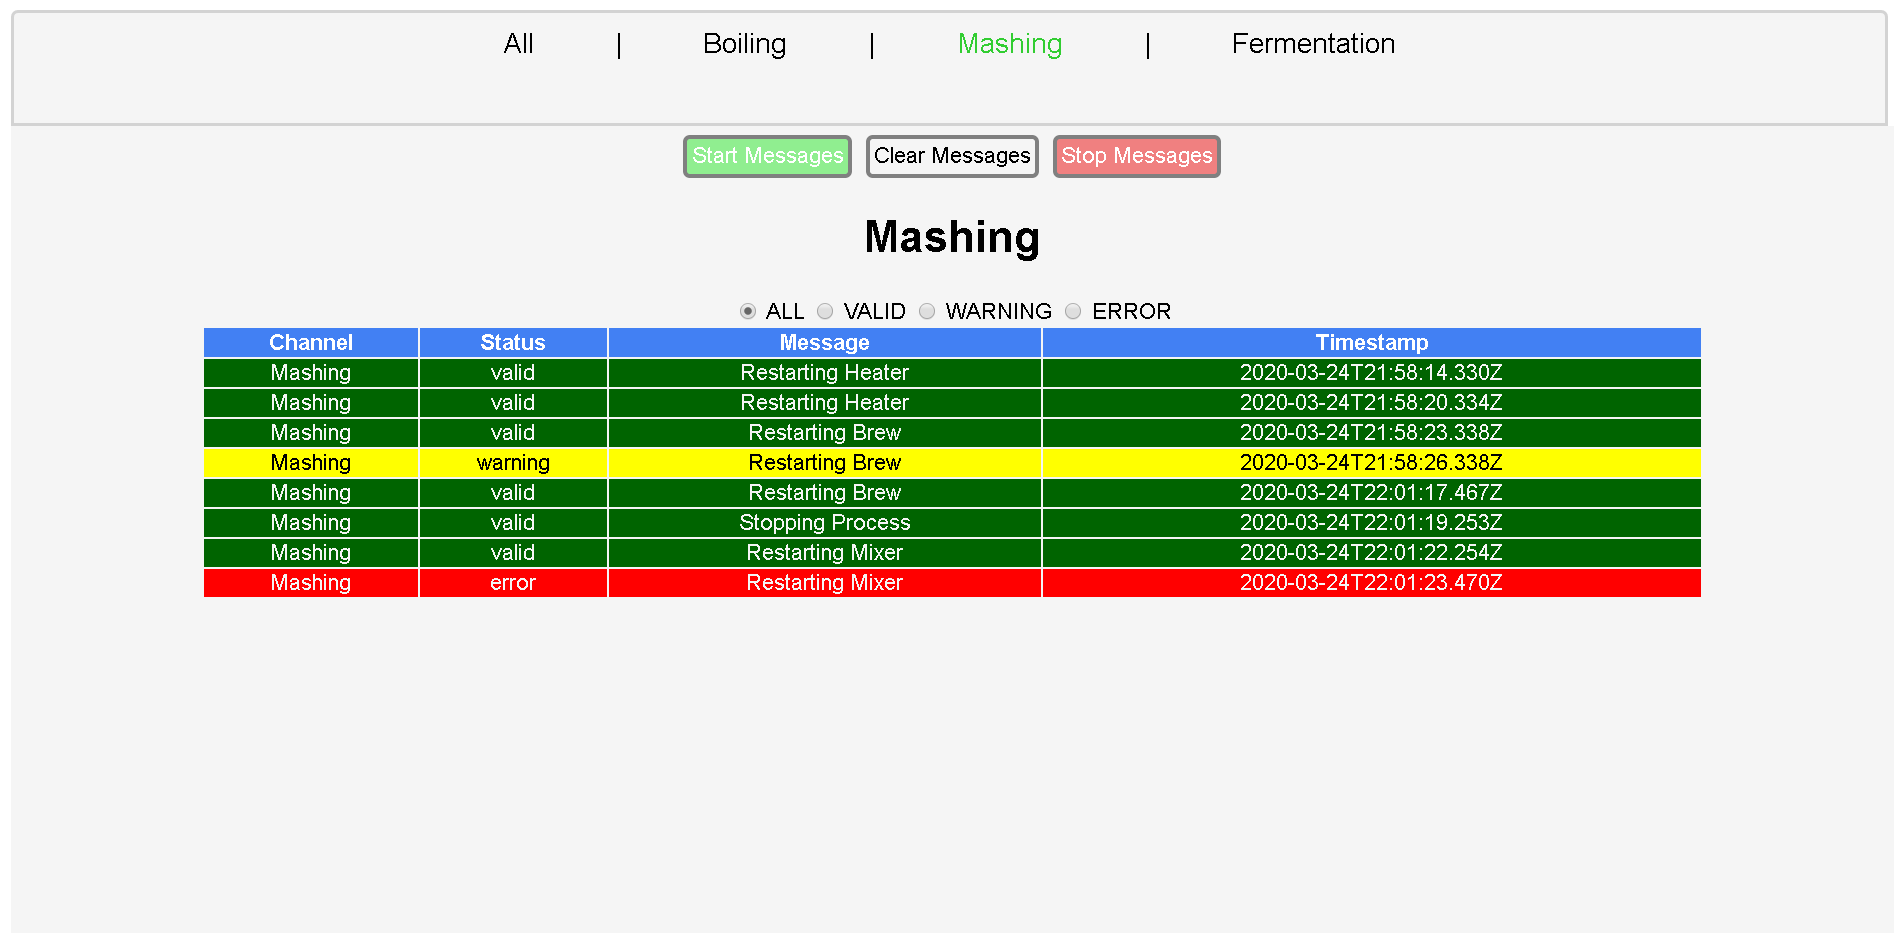 All | Boiling | Mashing | Fermentation
Start Messages Clear Messages Stop Messages
Mashing
ALL VALID WARNING ERROR
Channel Status Message Timestamp
Mashing valid Restarting Heater 2020-03-24T21:58:14.330Z
Mashing valid Restarting Heater 2020-03-24T21:58:20.334Z
Mashing valid Restarting Brew 2020-03-24T21:58:23.338Z
Mashing warning Restarting Brew 2020-03-24T21:58:26.338Z
Mashing valid Restarting Brew 2020-03-24T22:01:17.467Z
Mashing valid Stopping Process 2020-03-24T22:01:19.253Z
Mashing valid Restarting Mixer 2020-03-24T22:01:22.254Z
Mashing error Restarting Mixer 2020-03-24T22:01:23.470Z